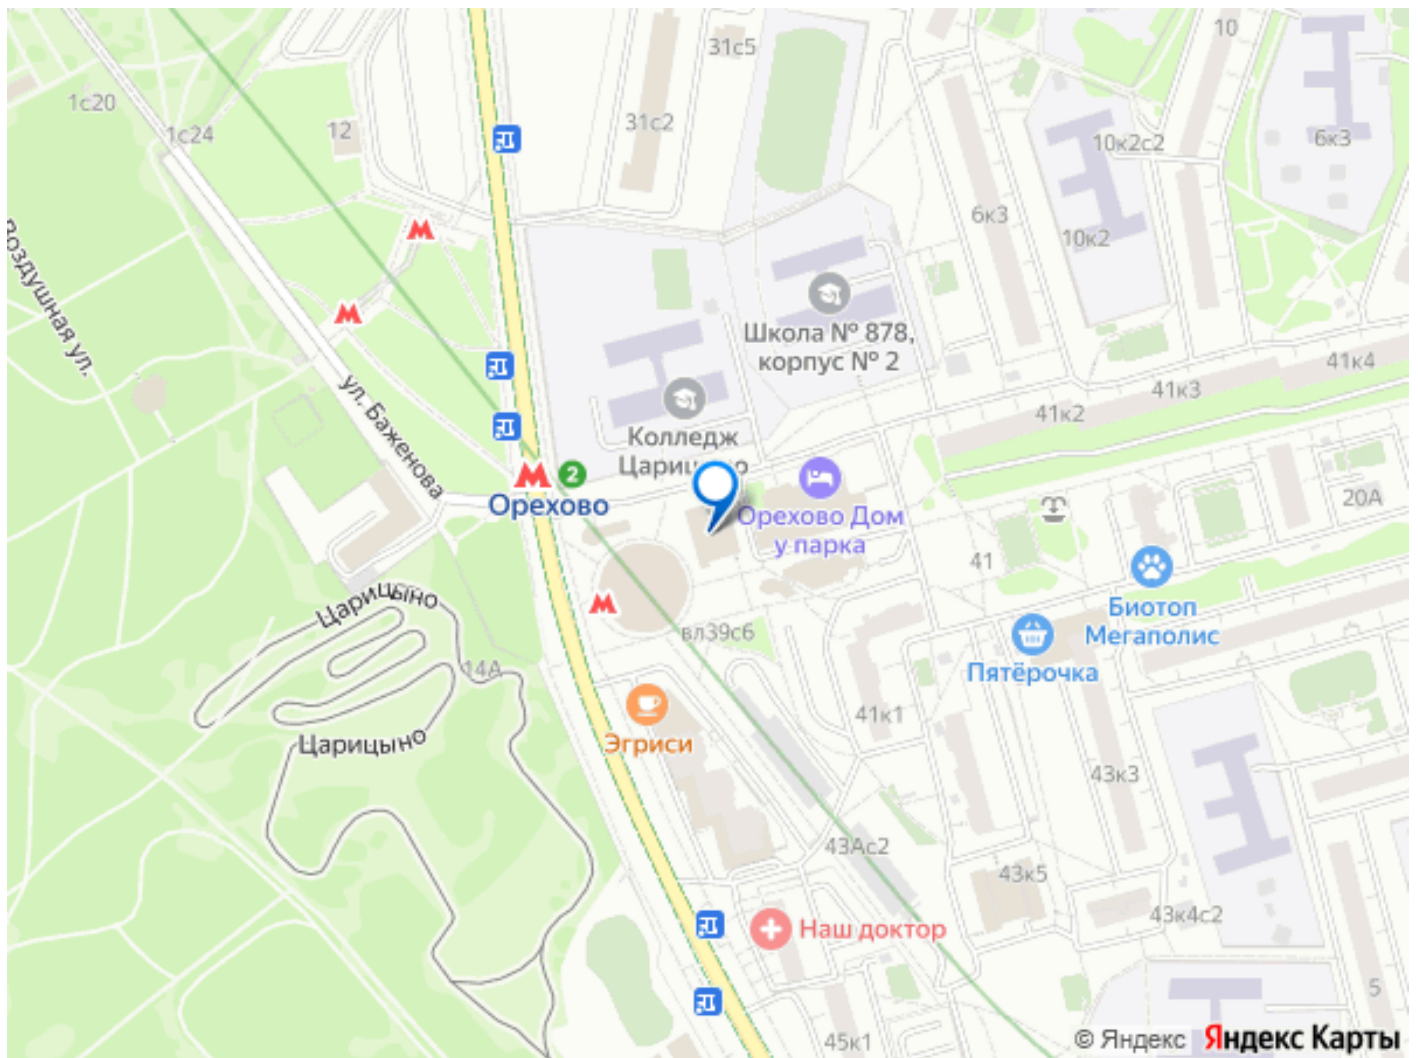 10
31с5
1с20
1с24
12
31с2
10к2с2
6к3
6к3
10к2
Воздушная ул.
Школа № 878,
корпус № 2
41к4
41к3
41к2
ул. Баженова
Колледж
Царицыно
2
Орехово
Орехово Дом
у парка
20А
41
Царицыно
Биотоп
Мегаполис
вл39с6
Пятёрочка
14А
41к1
Эгриси
Царицыно
43к3
43Ас2
43к5
43к4с2
Наш доктор
5
45к1
© Яндекс Яндекс Карты